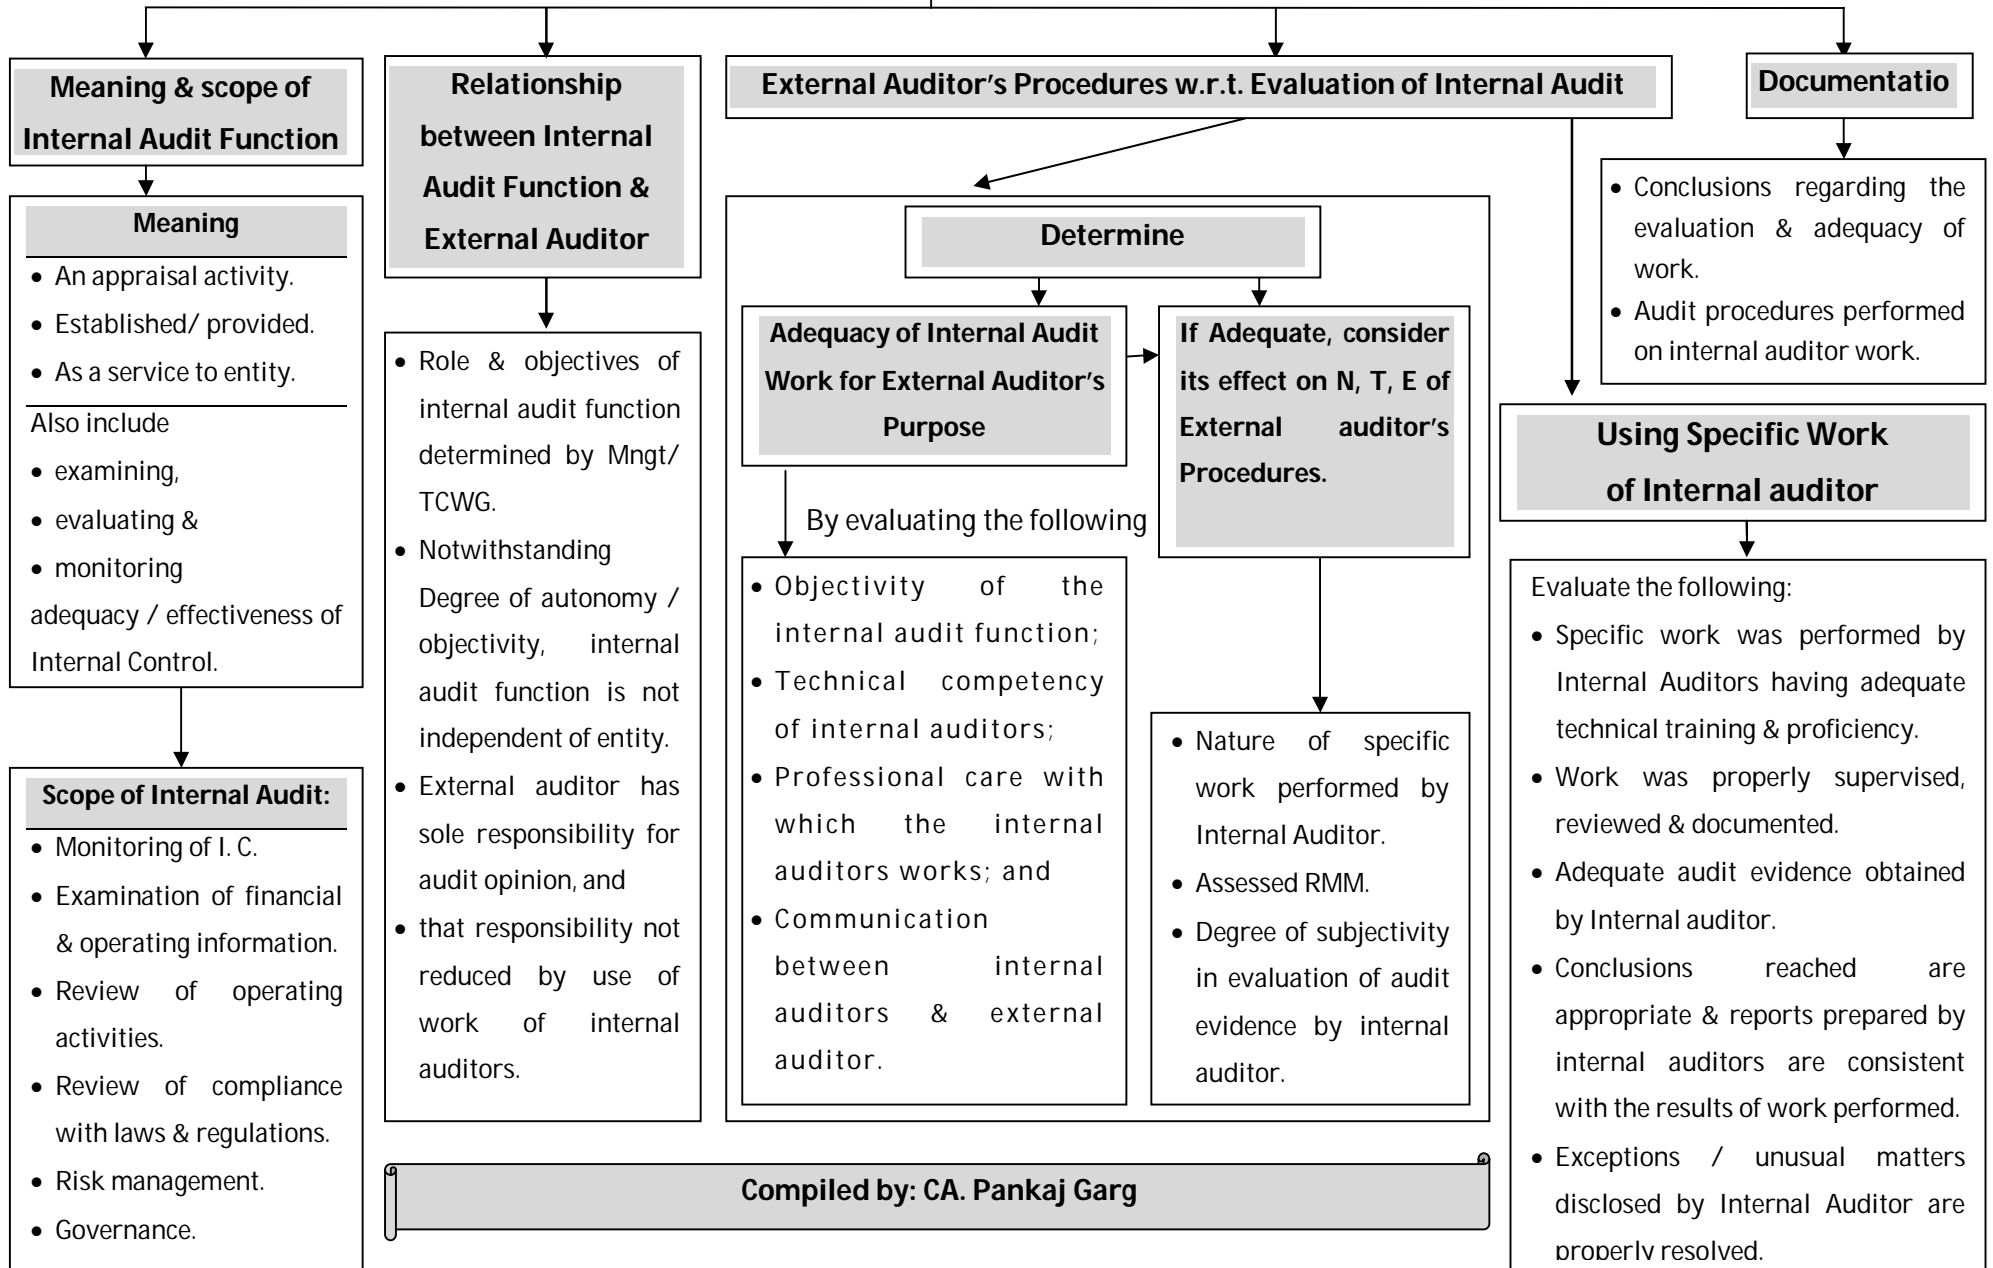 Meaning & scope of
Internal Audit Function
Meaning
• An appraisal activity.
• Established/ provided.
• As a service to entity.
Also include
• examining,
• evaluating &
• monitoring
adequacy / effectiveness of
Internal Control.
Scope of Internal Audit:
• Monitoring of I. C.
• Examination of financial
& operating information.
• Review of operating
activities.
• Review of compliance
with laws & regulations.
• Risk management.
• Governance.
Relationship
between Internal
Audit Function &
External Auditor
• Role & objectives of
internal audit function
determined by Mngt/
TCWG.
• Notwithstanding
Degree of autonomy /
objectivity, internal
audit function is not
independent of entity.
• External auditor has
sole responsibility for
audit opinion, and
• that responsibility not
reduced by use of
work of internal
auditors.
External Auditor's Procedures w.r.t. Evaluation of Internal Audit
Determine
Adequacy of Internal Audit
Work for External Auditor's
Purpose
By evaluating the following
• Objectivity of the
internal audit function;
• Technical competency
of internal auditors;
• Professional care with
which the internal
auditors works; and
• Communication
between internal
auditors & external
auditor.
If Adequate, consider
its effect on N, T, E of
External auditor's
Procedures.
• Nature of specific
work performed by
Internal Auditor.
• Assessed RMM.
• Degree of subjectivity
in evaluation of audit
evidence by internal
auditor.
Using Specific Work
of Internal auditor
Evaluate the following:
• Specific work was performed by
Internal Auditors having adequate
technical training & proficiency.
• Work was properly supervised,
reviewed & documented.
• Adequate audit evidence obtained
by Internal auditor.
• Conclusions reached are
appropriate & reports prepared by
internal auditors are consistent
with the results of work performed.
• Exceptions / unusual matters
disclosed by Internal Auditor are
properly resolved.
Documentatio
• Conclusions regarding the
evaluation & adequacy of
work.
• Audit procedures performed
on internal auditor work.
Compiled by: CA. Pankaj Garg